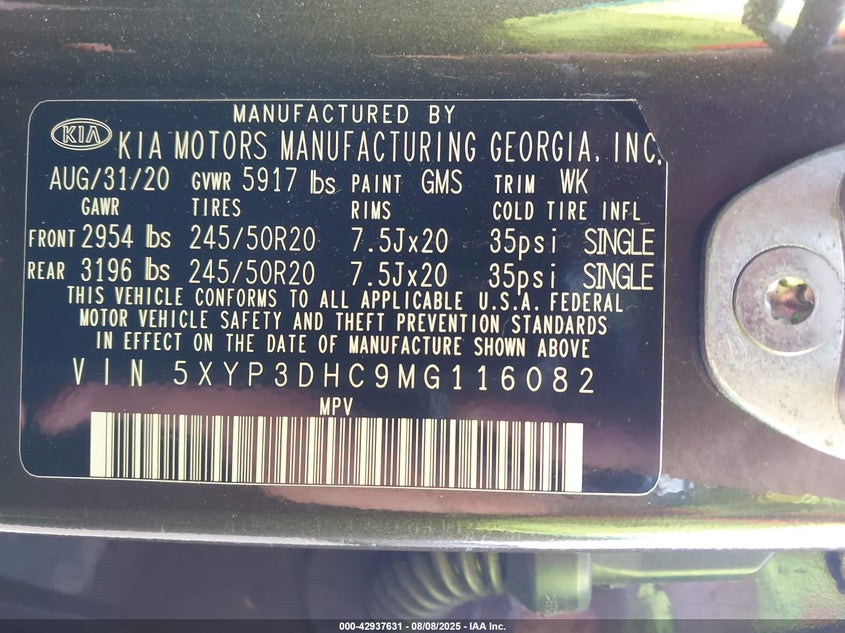 MANUFACTURED BY
KIA KIA MOTORS MANUFACTURING GEORGIA, INC.
AUG/31/20 GVWR 5917 lbs PAINT GMS TRIM WK
GAWR TIRES RIMS COLD TIRE INFL
FRONT 2954 lbs 245/50R20 7.5Jx20 35psi SINGLE
REAR 3196 lbs 245/50R20 7.5Jx20 35psi SINGLE
THIS VEHICLE CONFORMS TO ALL APPLICABLE U.S.A. FEDERAL
MOTOR VEHICLE SAFETY AND THEFT PREVENTION STANDARDS
IN EFFECT ON THE DATE OF MANUFACTURE SHOWN ABOVE
VIN 5XYP3DHC9MG116082
MPV
000-42937631 - 08/08/2025 - IAA Inc.